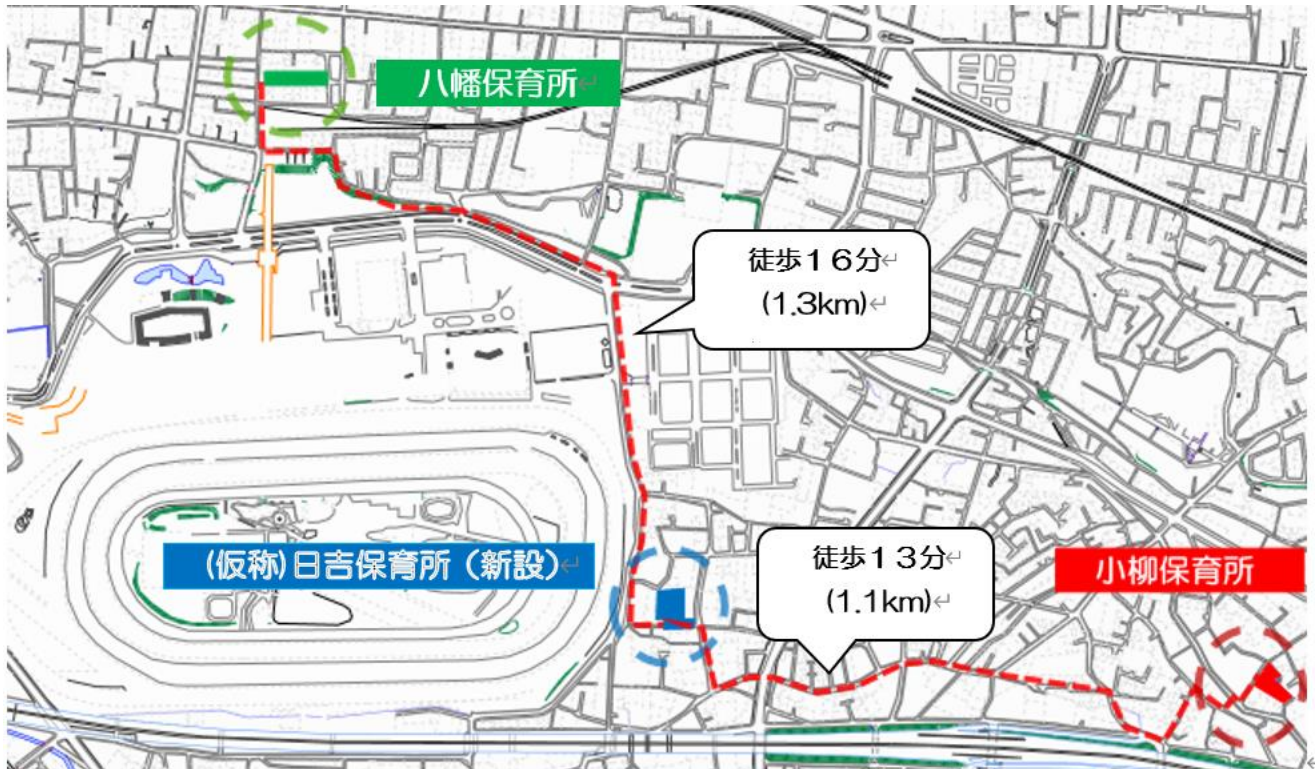 八幡保育所↵
徒歩16分↵
(1.3km)↵
(仮称)日吉保育所(新設)↵
徒歩13分↵
(1.1km)↵
小柳保育所